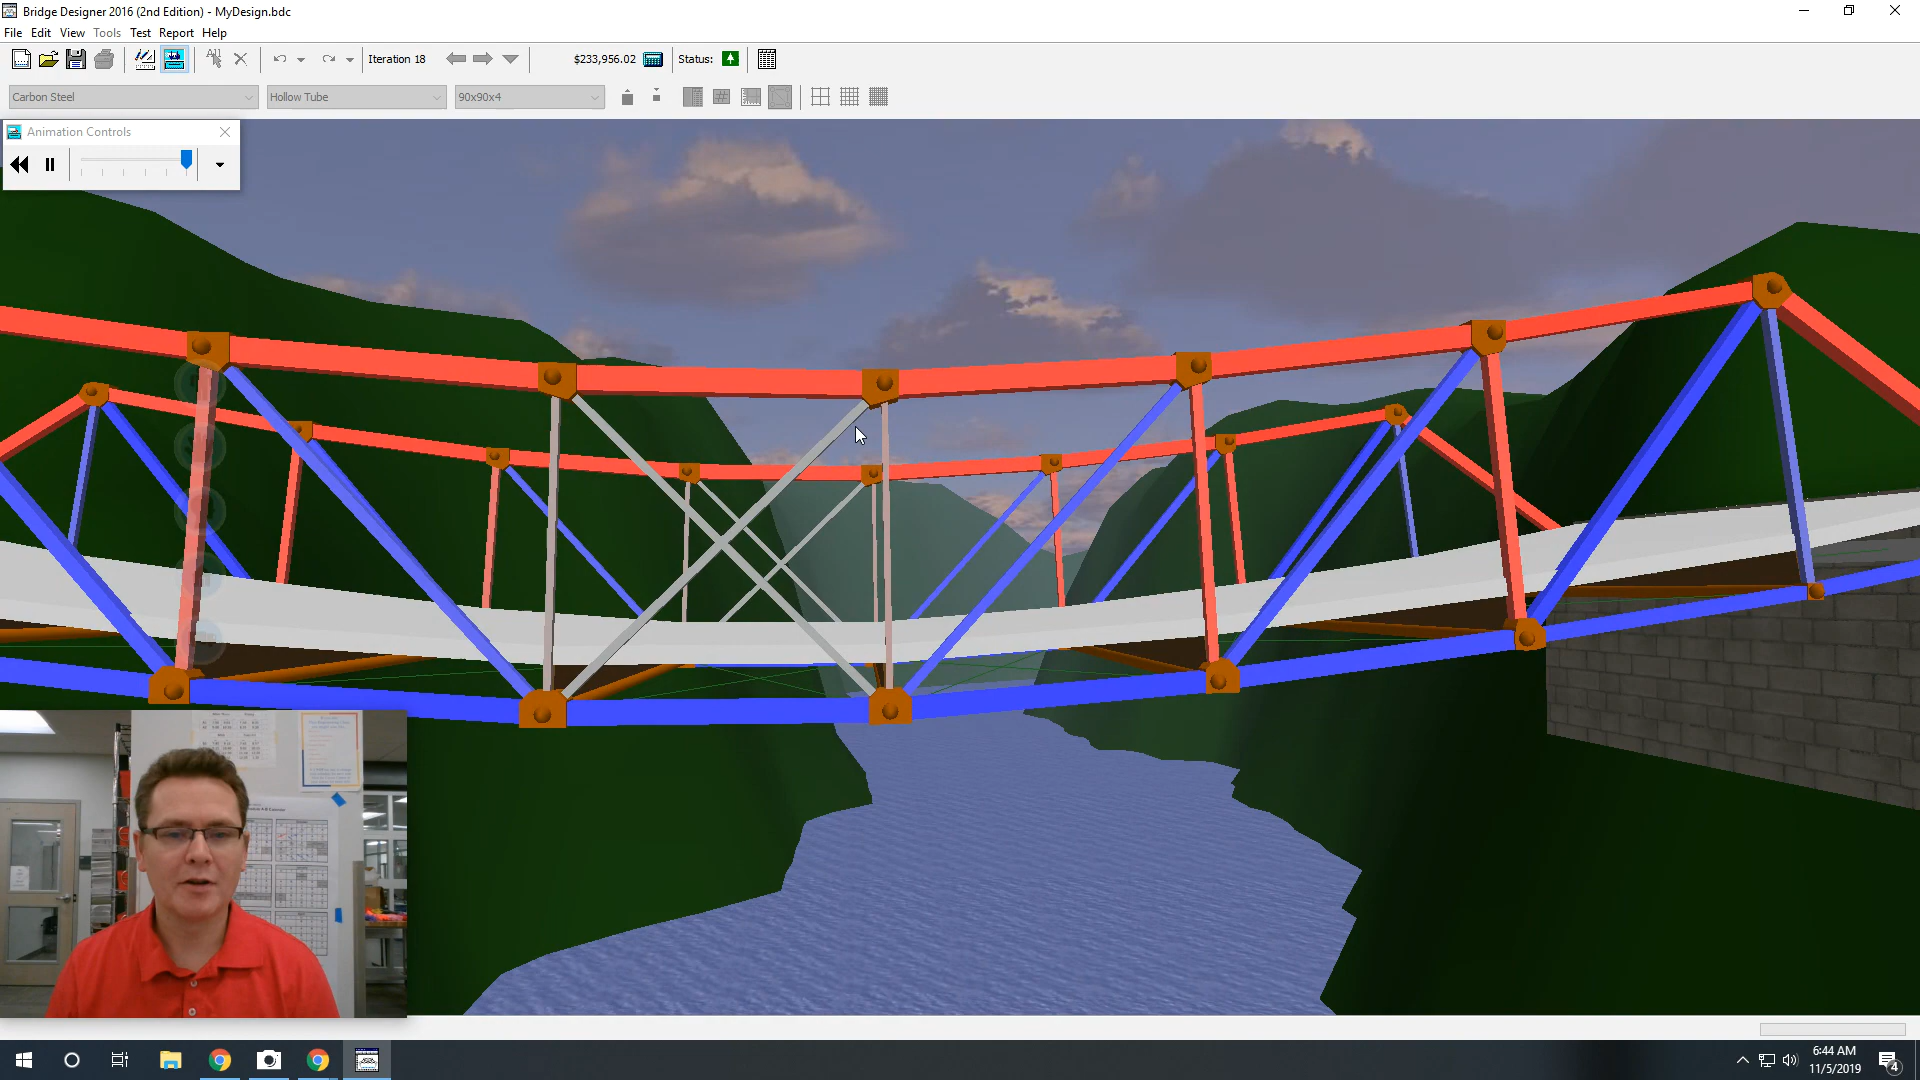 Bridge Designer 2016 (2nd Edition) - MyDesign.bdc
File Edit View Tools Test Report Help
Iteration 18 $233,956.02 Status:
Carbon Steel Hollow Tube 90x90x4
Animation Controls
6:44 AM
11/5/2019
4